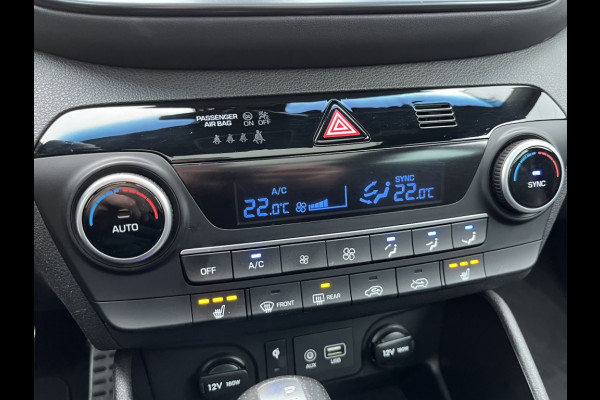 PASSENGER
AIR BAG
ON
OFF
A/C
SYNC
22.0°C
22.0°C
AUTO
SYNC
OFF
A/C
FRONT
REAR
12V 180W
AUX
USB
12V 180W